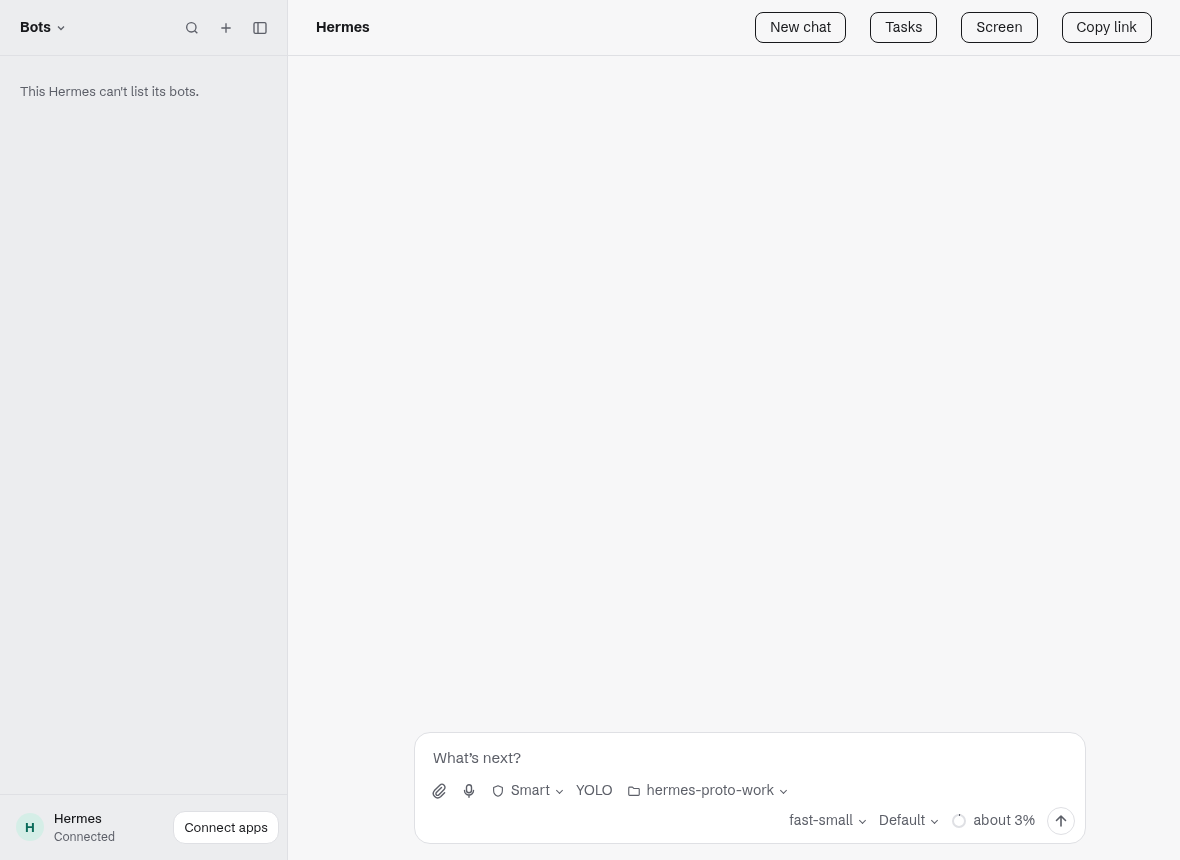 Bots
This Hermes can't list its bots.
Hermes
Connected
Connect apps
Hermes
New chat
Tasks
Screen
Copy link
What's next?
Smart YOLO hermes-proto-work
fast-small Default about 3%
H